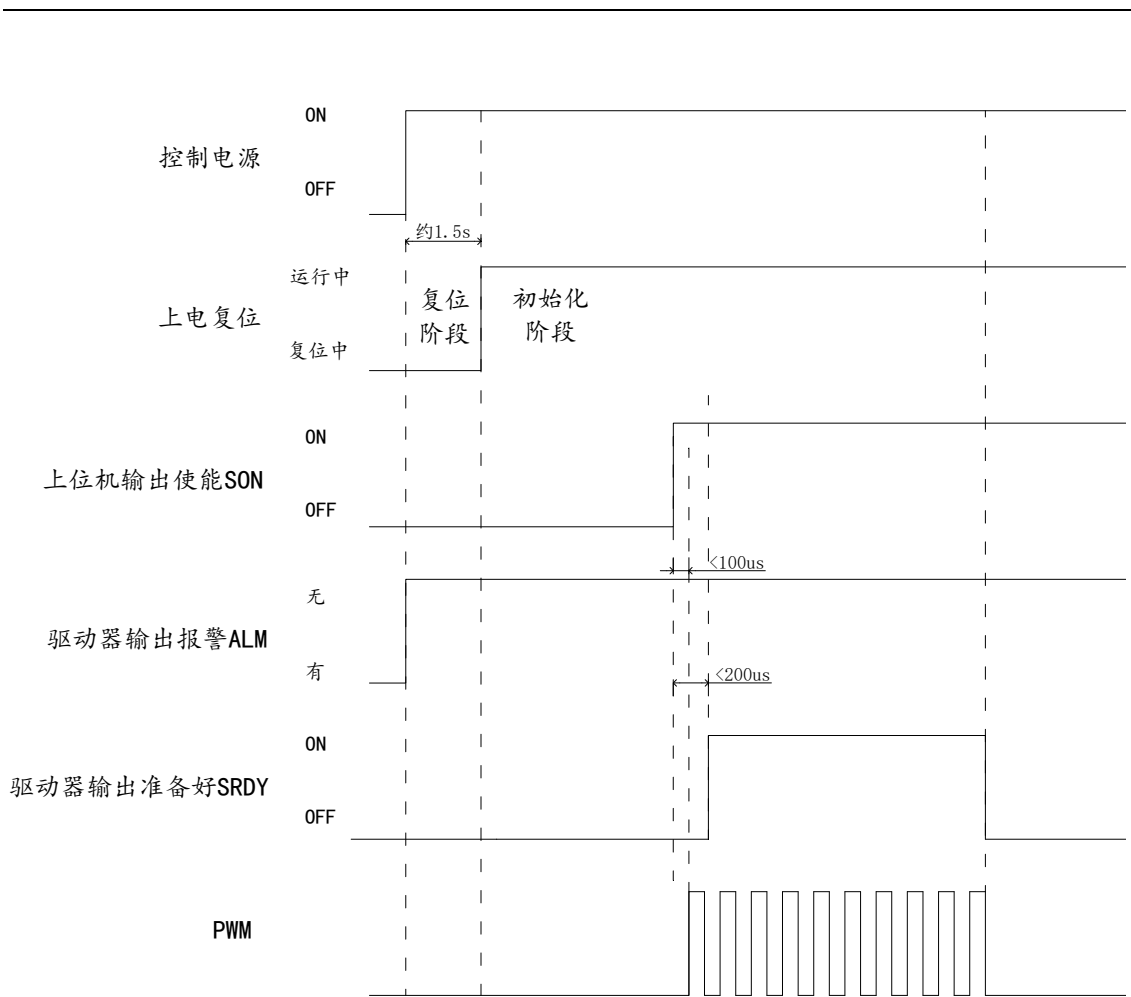 ON
控制电源
OFF
约1.5s
运行中
复位 初始化
上电复位
阶段 阶段
复位中
ON
上位机输出使能SON
OFF
<100us
无
驱动器输出报警ALM
有
<200us
ON
驱动器输出准备好SRDY
OFF
PWM